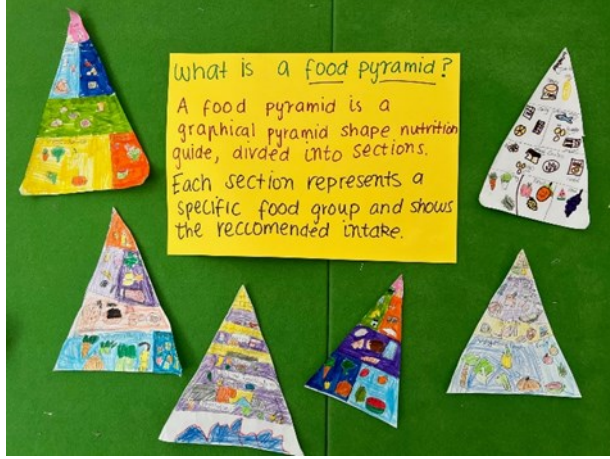 What is a food pyramid?
A food pyramid is a
graphical pyramid shape nutrition
guide, divded into sections.
Each section represents a
specific food group and shows
the reccomended intake.